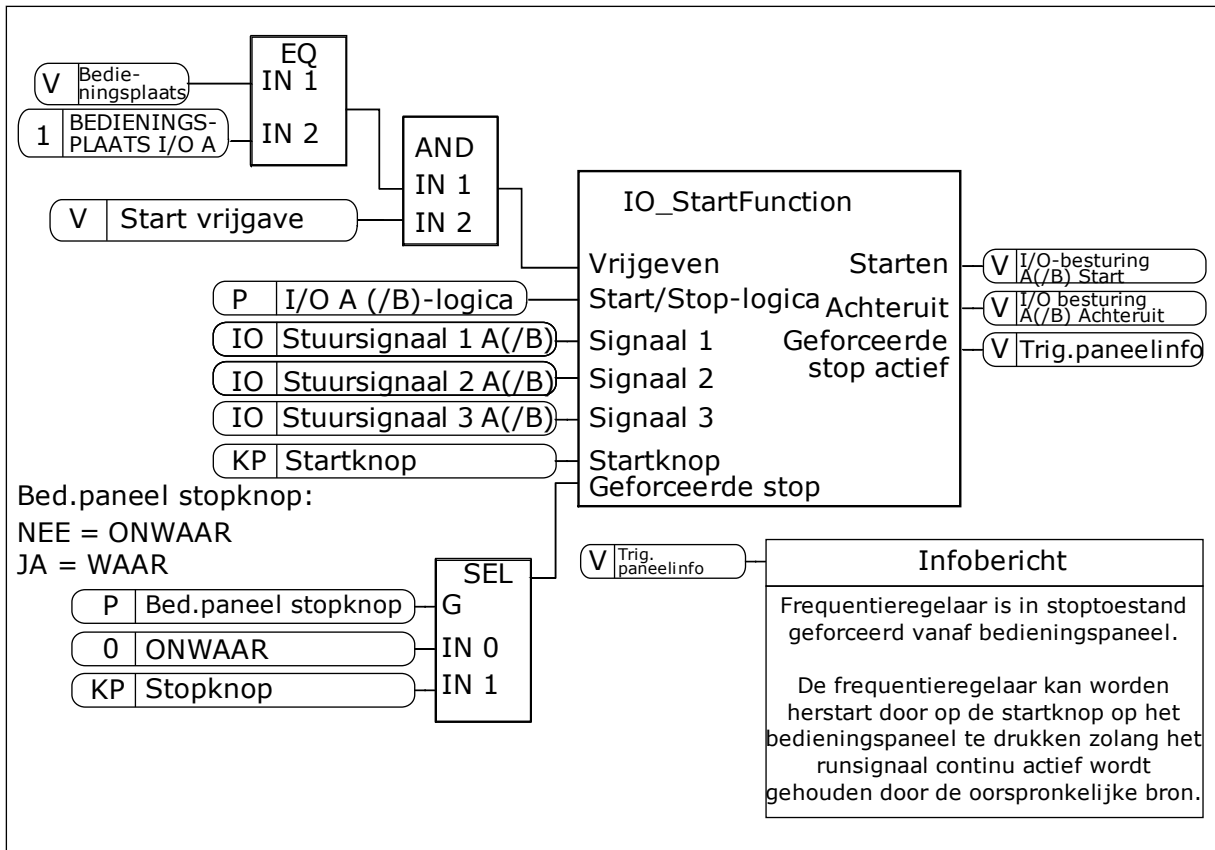 EQ
IN 1
IN 2
V Bedie-
ningsplaats
1 BEDIENINGS-
PLAATS I/O A
AND
IN 1
IN 2
V Start vrijgave
IO_StartFunction
Vrijgeven
Start/Stop-logica
Signaal 1
Signaal 2
Signaal 3
Startknop
Geforceerde stop
Starten
Achteruit
Geforceerde
stop actief
P I/O A (/B)-logica
IO Stuursignaal 1 A(/B)
IO Stuursignaal 2 A(/B)
IO Stuursignaal 3 A(/B)
KP Startknop
V I/O-besturing
A(/B) Start
V I/O besturing
A(/B) Achteruit
V Trig.paneelinfo
Bed.paneel stopknop:
NEE = ONWAAR
JA = WAAR
SEL
G
IN 0
IN 1
P Bed.paneel stopknop
0 ONWAAR
KP Stopknop
V Trig.
paneelinfo
Infobericht
Frequentieregelaar is in stoptoestand
geforceerd vanaf bedieningspaneel.
De frequentieregelaar kan worden
herstart door op de startknop op het
bedieningspaneel te drukken zolang het
runsignaal continu actief wordt
gehouden door de oorspronkelijke bron.